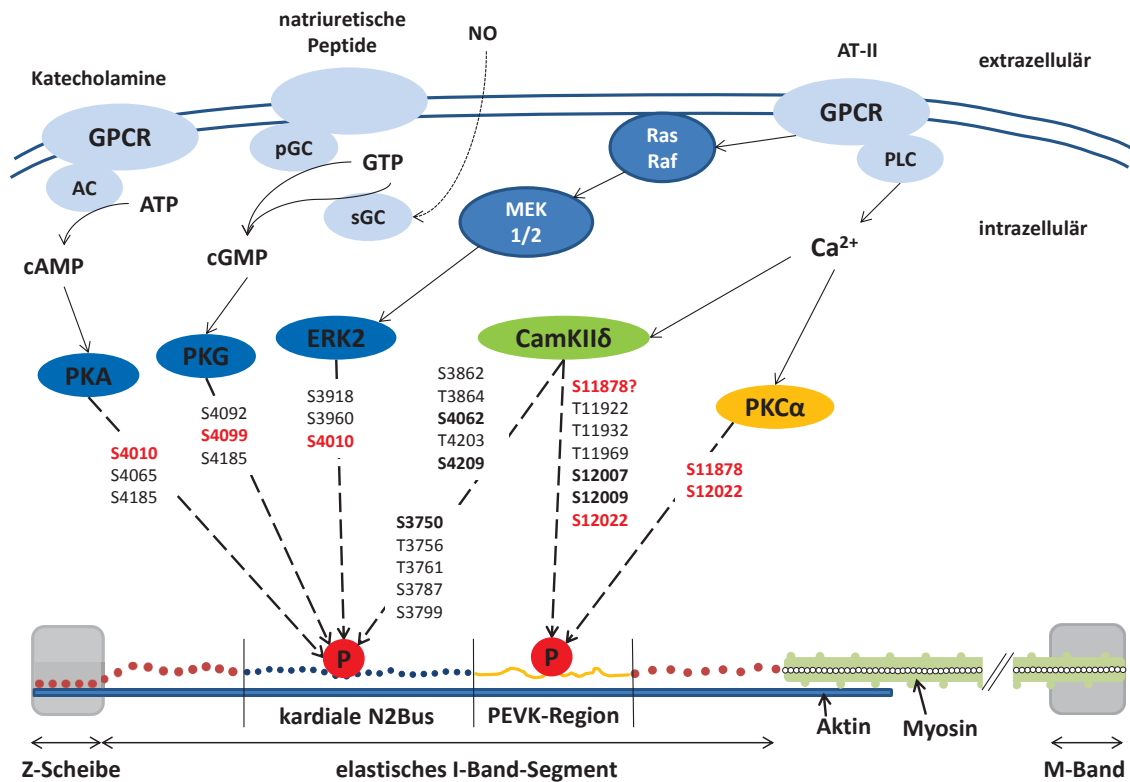 natriuretische
Peptide
NO
AT-II
extrazellulär
Katecholamine
GPCR
GPCR
Ras
Raf
pGC
GTP
PLC
AC
ATP
sGC
MEK
1/2
intrazellulär
cAMP
cGMP
Ca²⁺
ERK2
CamKIIδ
PKG
PKA
PKCα
S4010
S4065
S4185
S4092
S4099
S4185
S3918
S3960
S4010
S3862
T3864
S4062
T4203
S4209
S3750
T3756
T3761
S3787
S3799
S11878?
T11922
T11932
T11969
S12007
S12009
S12022
S11878
S12022
P
P
kardiale N2Bus
PEVK-Region
Aktin
Myosin
Z-Scheibe
elastisches I-Band-Segment
M-Band